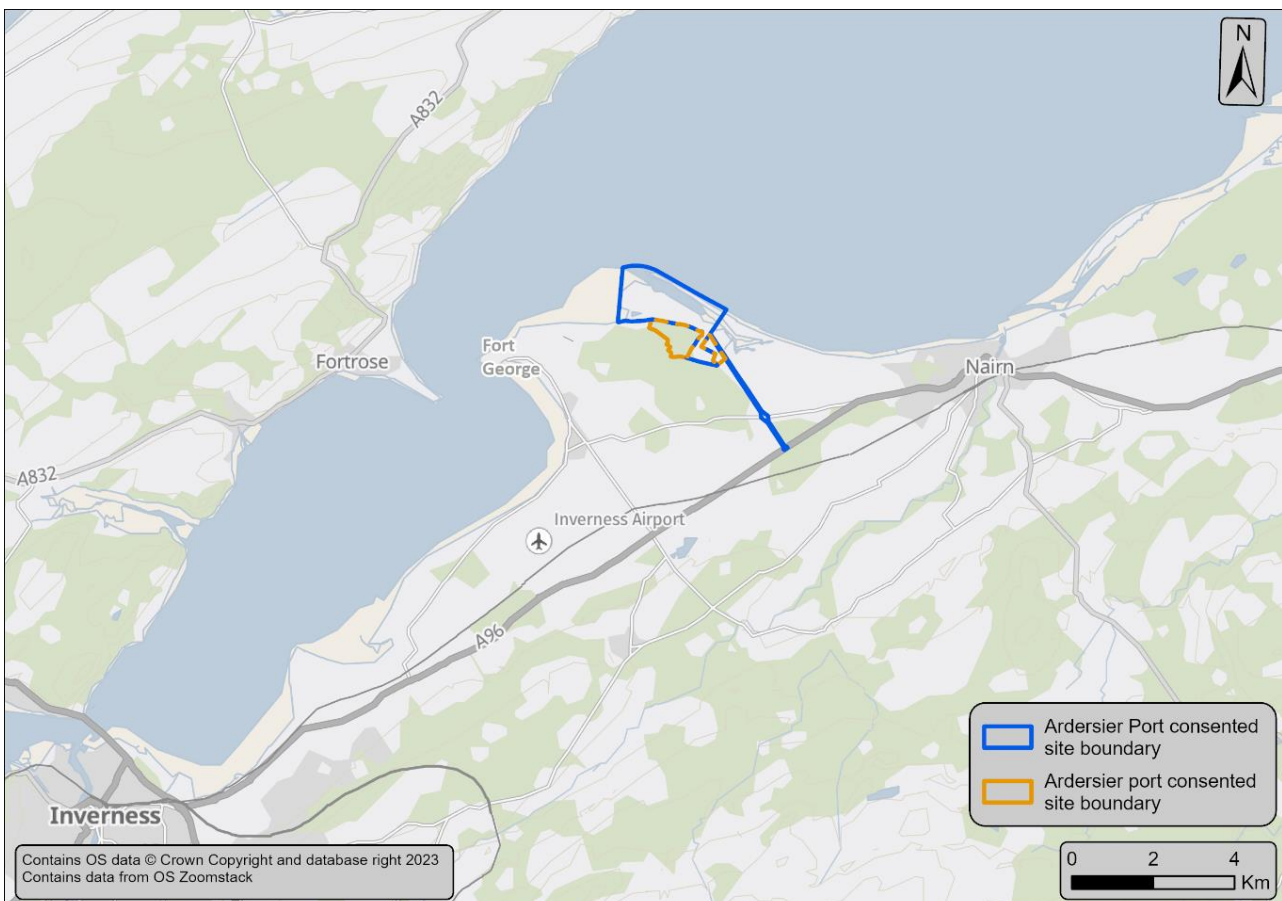 N
A832
Fort
George
Fortrose
Nairn
A832
Inverness Airport
A96
Inverness
Ardersier Port consented
site boundary
Ardersier port consented
site boundary
Contains OS data © Crown Copyright and database right 2023
Contains data from OS Zoomstack
0 2 4
Km